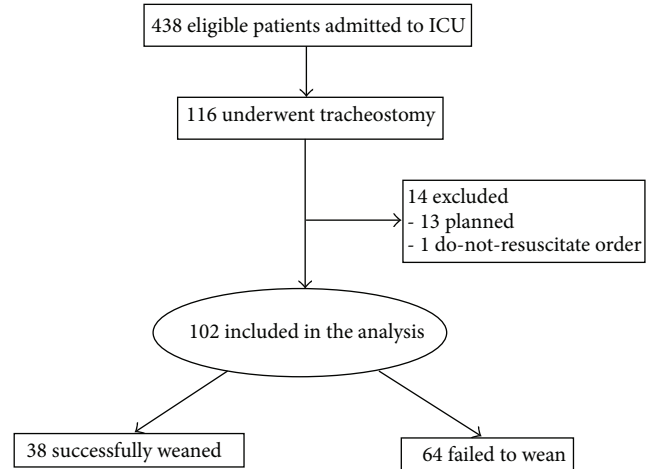 438 eligible patients admitted to ICU
116 underwent tracheostomy
14 excluded
- 13 planned
- 1 do-not-resuscitate order
102 included in the analysis
38 successfully weaned
64 failed to wean